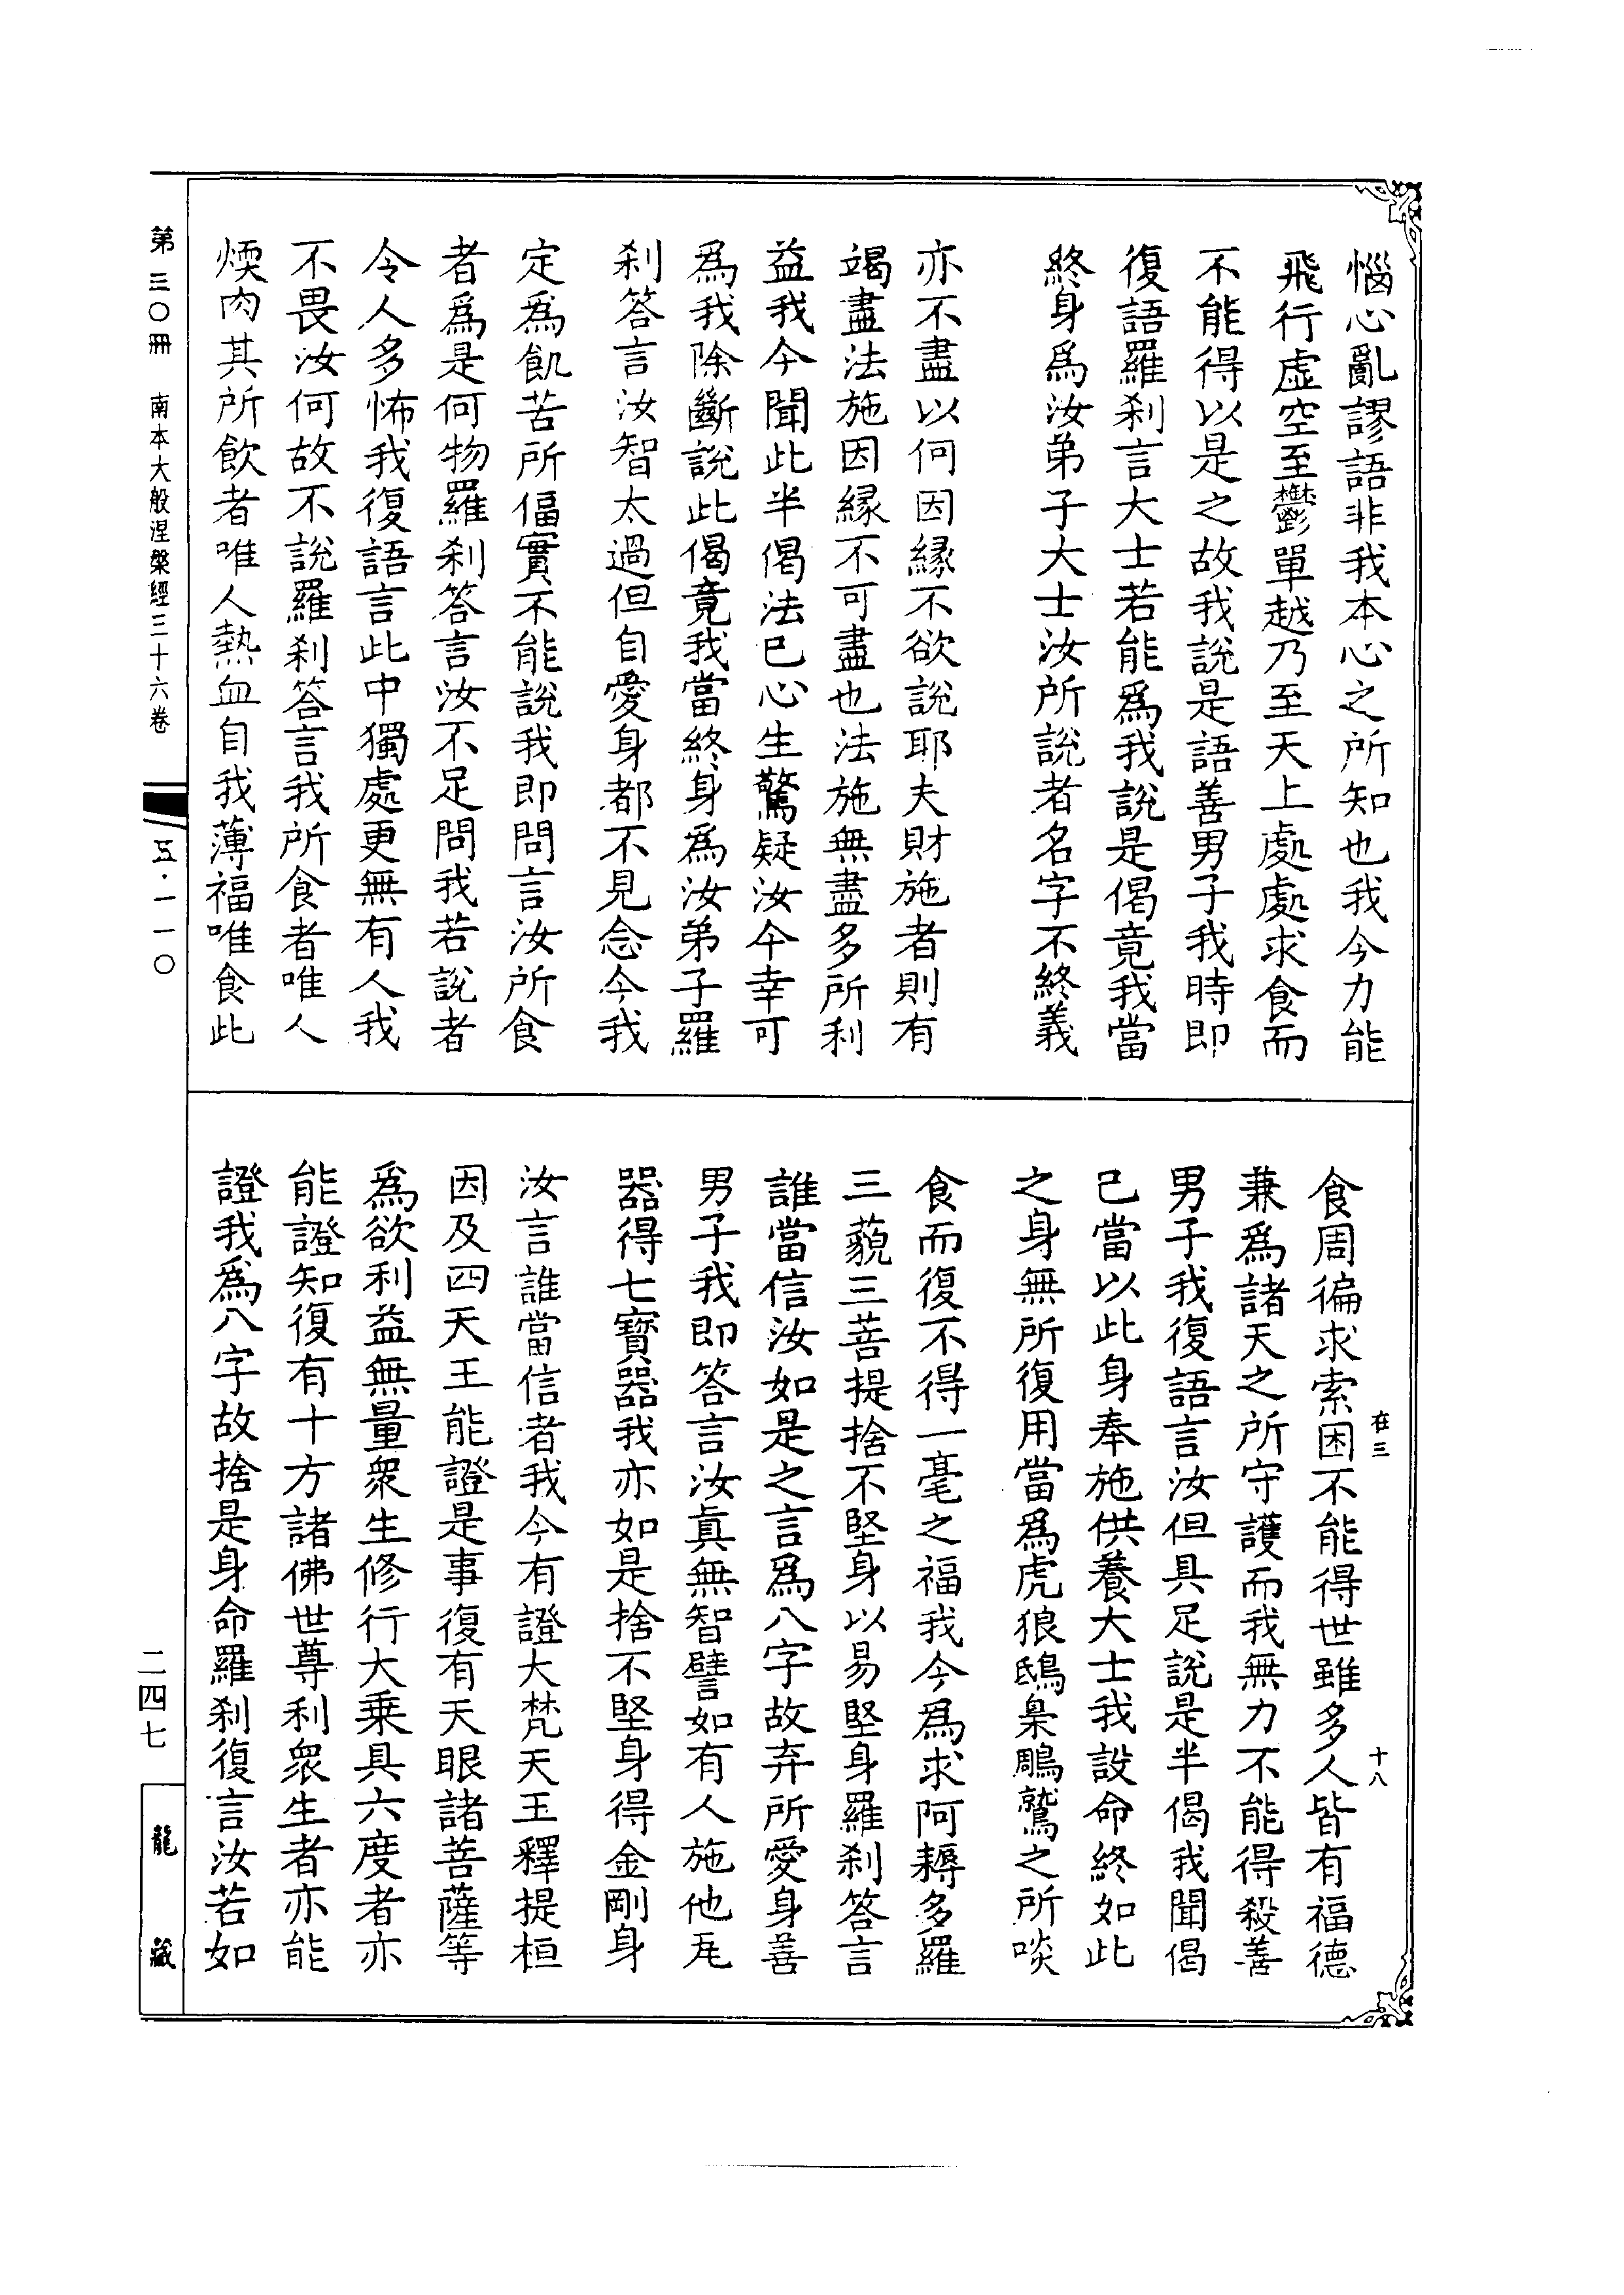 惱心亂謬語非我本心之所知也我今力能
飛行虛空至鬱單越乃至天上處處求食而
不能得以是之故我說是語善男子我時即
復語羅剎言大士若能爲我說是偈竟我當
終身爲汝弟子大士汝所說者名字不終義
亦不盡以何因緣不欲說耶夫財施者則有
竭盡法施因緣不可盡也法施無盡多所利
益我今聞此半偈法已心生驚疑汝今幸可
爲我除斷說此偈竟我當終身爲汝弟子羅
剎答言汝智太過但自愛身都不見念今我
定爲飢苦所偪實不能說我即問言汝所食
者爲是何物羅剎答言汝不足問我若說者
令人多怖我復語言此中獨處更無有人我
不畏汝何故不說羅剎答言我所食者唯人
煗肉其所飲者唯人熱血自我薄福唯食此
食周徧求索困不能得世雖多人皆有福德
兼爲諸天之所守護而我無力不能得殺善
男子我復語言汝但具足說是半偈我聞偈
已當以此身奉施供養大士我設命終如此
之身無所復用當爲虎狼鴟梟鵰鷲之所啖
食而復不得一毫之福我今爲求阿耨多羅
三藐三菩提捨不堅身以易堅身羅剎答言
誰當信汝如是之言爲八字故弃所愛身善
男子我即答言汝眞無智譬如有人施他瓦
器得七寶器我亦如是捨不堅身得金剛身
汝言誰當信者我今有證大梵天王釋提桓
因及四天王能證是事復有天眼諸菩薩等
爲欲利益無量衆生修行大乘具六度者亦
能證知復有十方諸佛世尊利衆生者亦能
證我爲八字故捨是身命羅剎復言汝若如
在三
十八
第三〇冊 南本大般涅槃經三十六卷
五·一一〇
二四七
龍藏